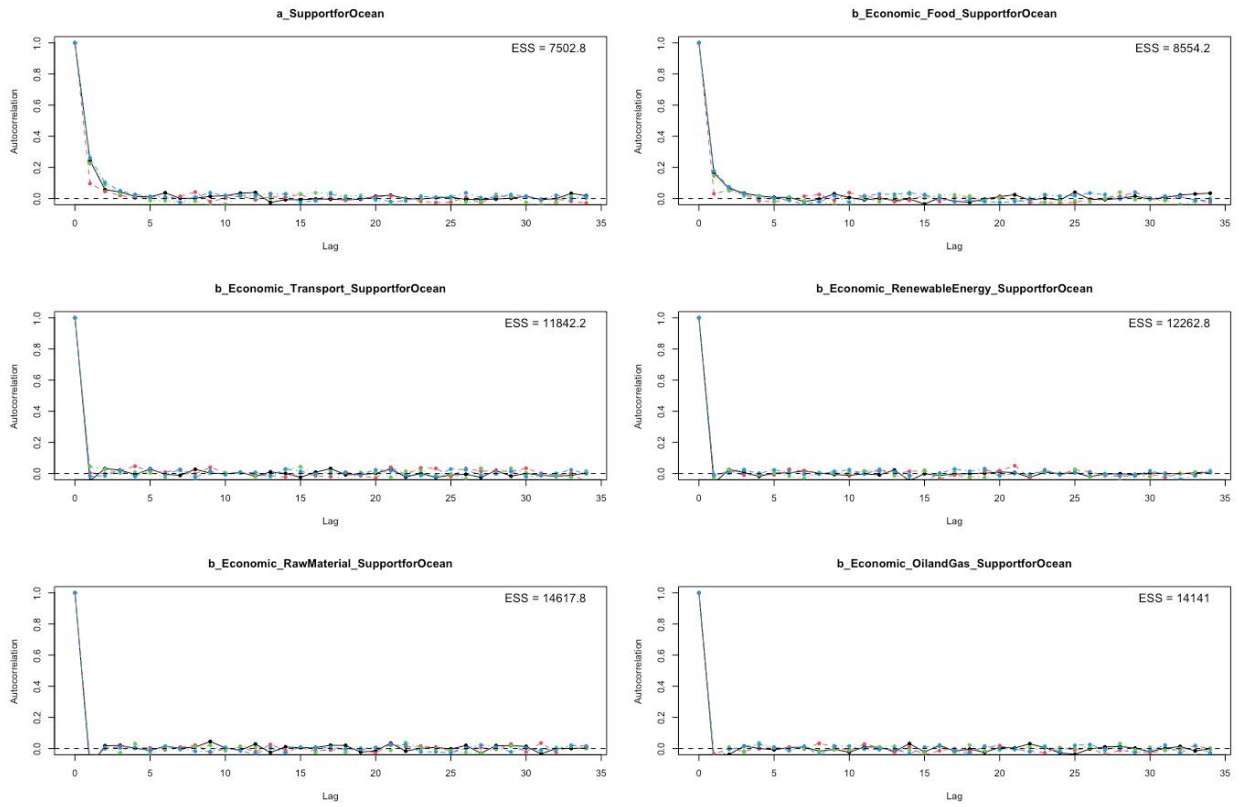 a_SupportforOcean
ESS = 7502.8
Autocorrelation
0.0 0.2 0.4 0.6 0.8 1.0
0 5 10 15 20 25 30 35
Lag
b_Economic_Food_SupportforOcean
ESS = 8554.2
Autocorrelation
0.0 0.2 0.4 0.6 0.8 1.0
0 5 10 15 20 25 30 35
Lag
b_Economic_Transport_SupportforOcean
ESS = 11842.2
Autocorrelation
0.0 0.2 0.4 0.6 0.8 1.0
0 5 10 15 20 25 30 35
Lag
b_Economic_RenewableEnergy_SupportforOcean
ESS = 12262.8
Autocorrelation
0.0 0.2 0.4 0.6 0.8 1.0
0 5 10 15 20 25 30 35
Lag
b_Economic_RawMaterial_SupportforOcean
ESS = 14617.8
Autocorrelation
0.0 0.2 0.4 0.6 0.8 1.0
0 5 10 15 20 25 30 35
Lag
b_Economic_OilandGas_SupportforOcean
ESS = 14141
Autocorrelation
0.0 0.2 0.4 0.6 0.8 1.0
0 5 10 15 20 25 30 35
Lag